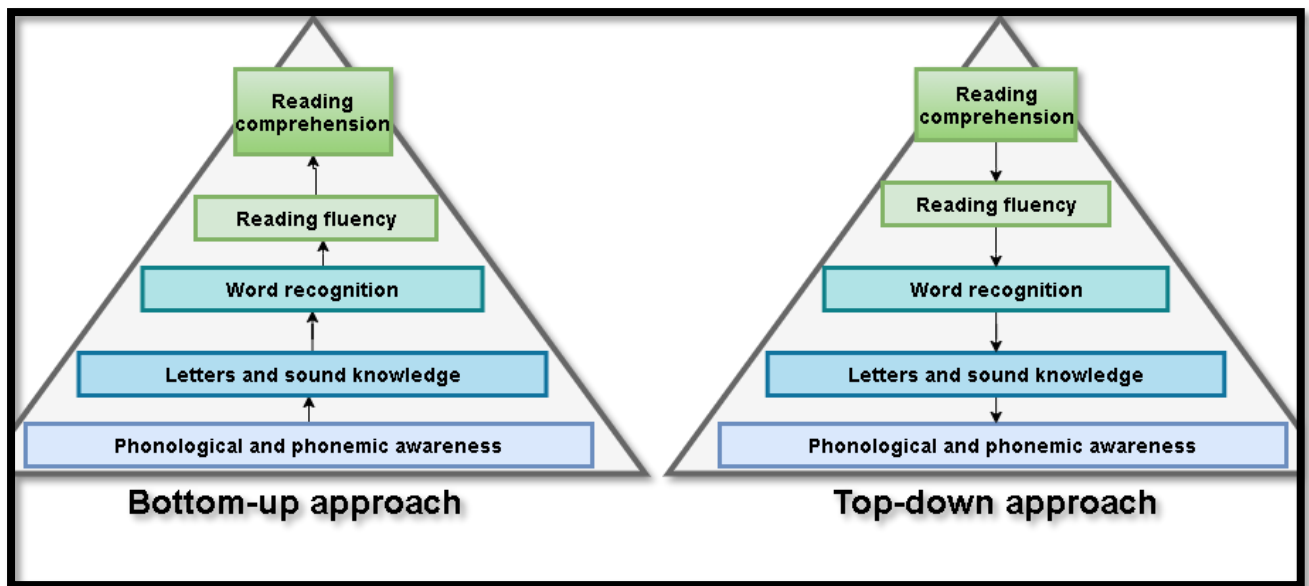 Reading
comprehension
Reading fluency
Word recognition
Letters and sound knowledge
Phonological and phonemic awareness
Bottom-up approach
Reading
comprehension
Reading fluency
Word recognition
Letters and sound knowledge
Phonological and phonemic awareness
Top-down approach